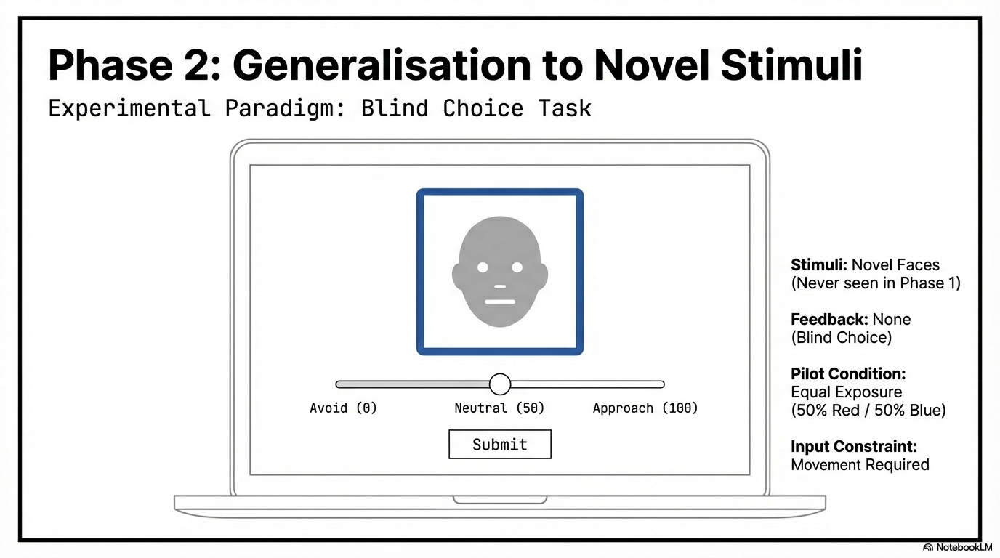 Phase 2: Generalisation to Novel Stimuli
Experimental Paradigm: Blind Choice Task
Avoid (0)
Neutral (50)
Approach (100)
Submit
Stimuli: Novel Faces
(Never seen in Phase 1)
Feedback: None
(Blind Choice)
Pilot Condition:
Equal Exposure
(50% Red / 50% Blue)
Input Constraint:
Movement Required
NotebookLM